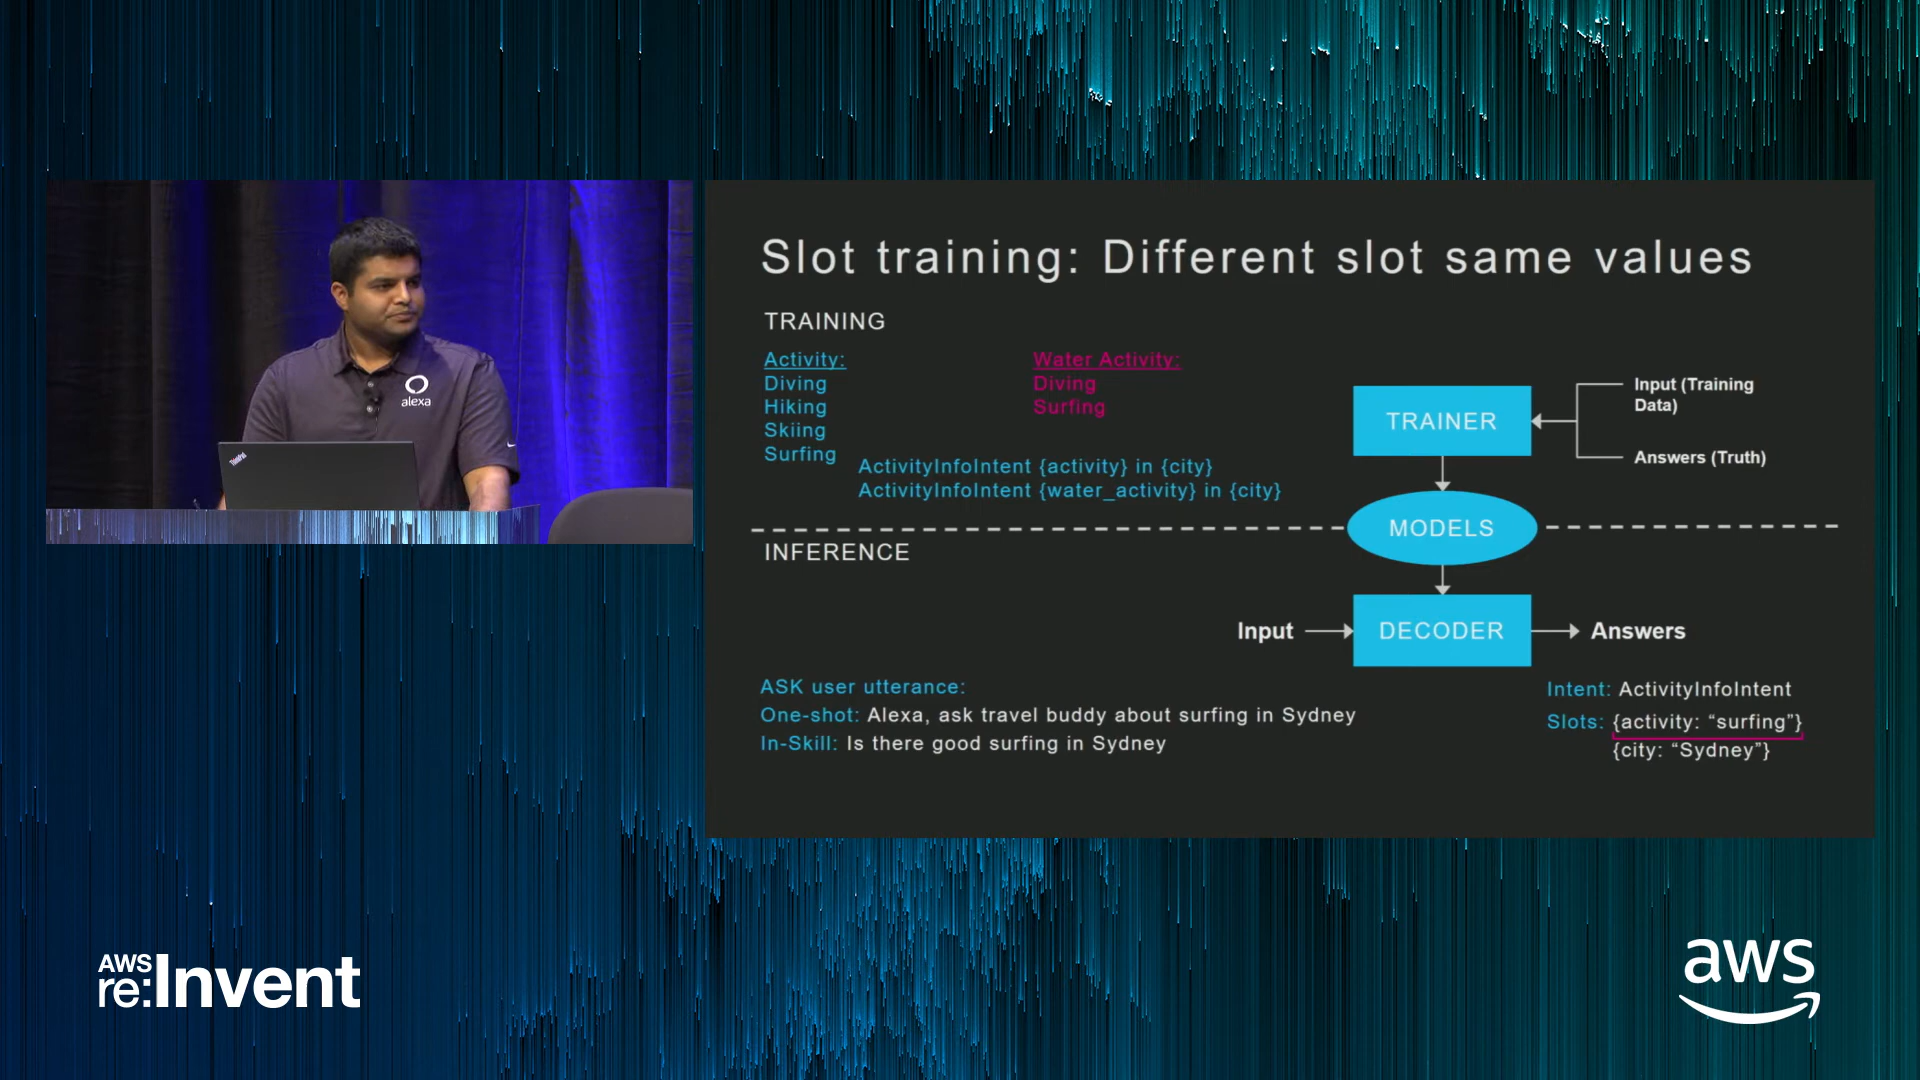 Slot training: Different slot same values
TRAINING
Activity:
Diving
Hiking
Skiing
Surfing
Water Activity:
Diving
Surfing
ActivityInfoIntent {activity} in {city}
ActivityInfoIntent {water_activity} in {city}
TRAINER
Input (Training
Data)
Answers (Truth)
MODELS
INFERENCE
Input
DECODER
Answers
ASK user utterance:
One-shot: Alexa, ask travel buddy about surfing in Sydney
In-Skill: Is there good surfing in Sydney
Intent: ActivityInfoIntent
Slots: {activity: “surfing”}
{city: “Sydney”}
alexa
ThinkPad
AWS
re:Invent
aws